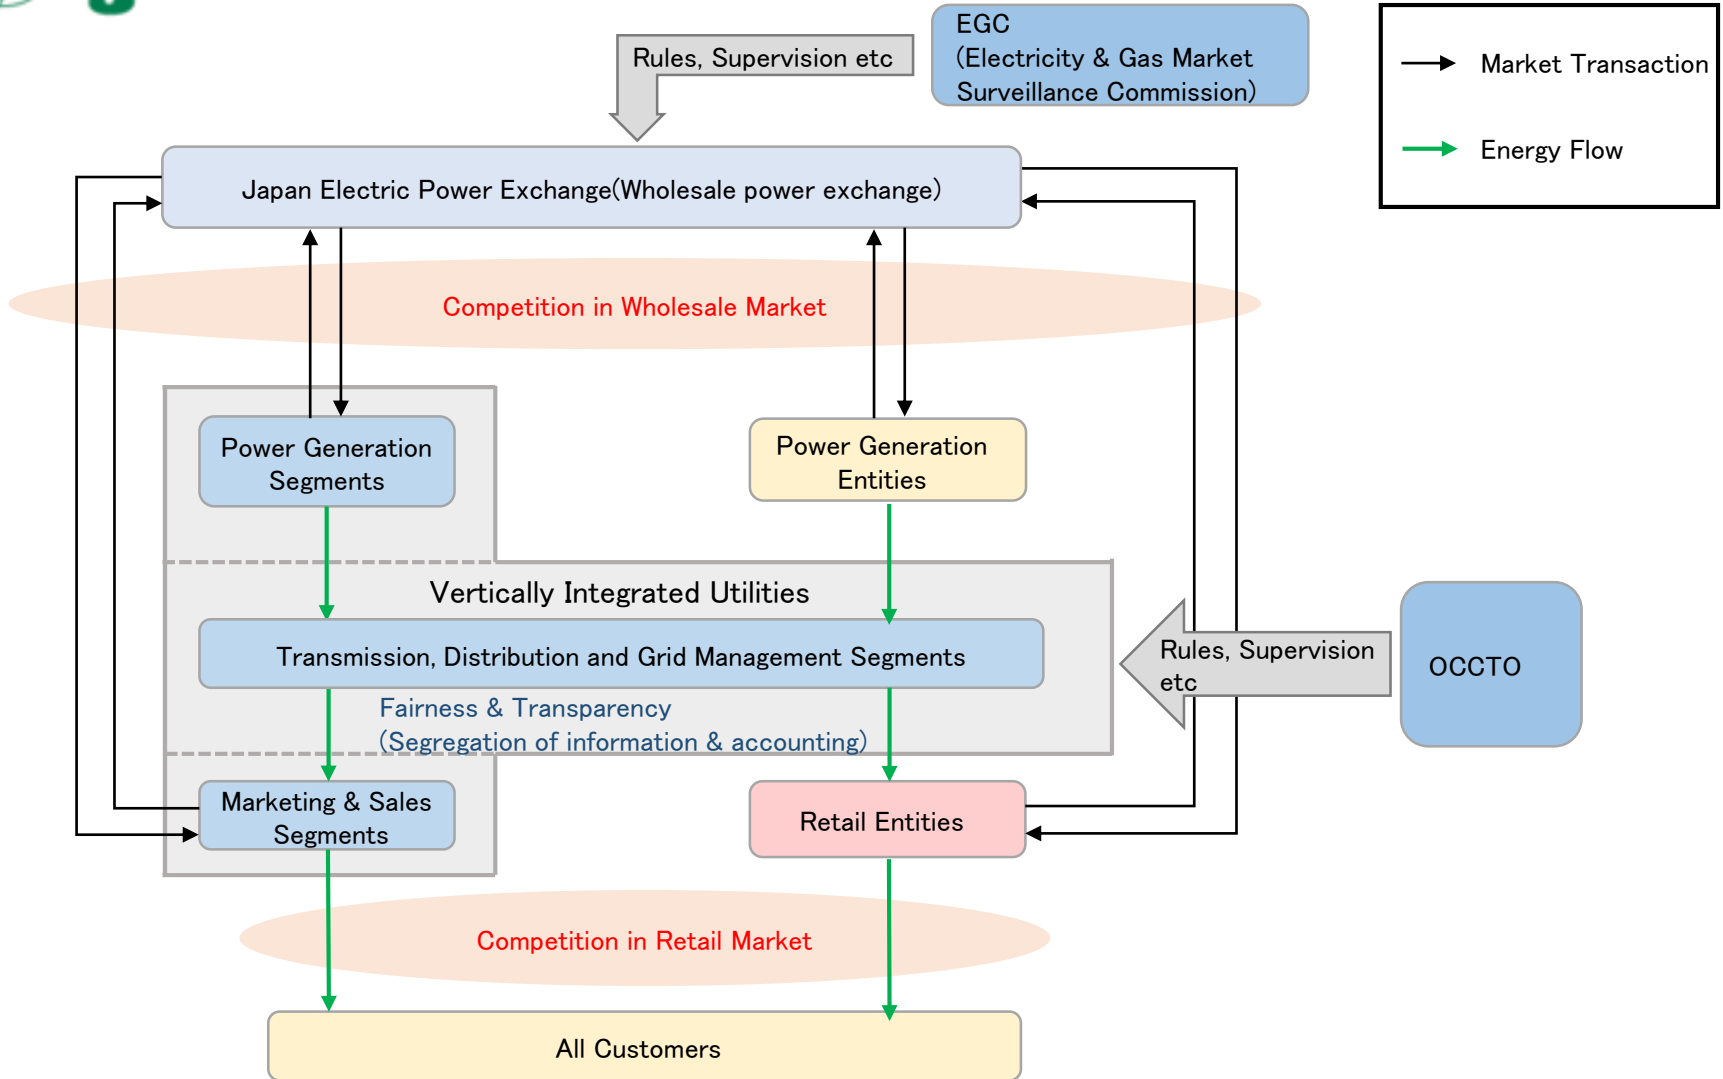 EGC
(Electricity & Gas Market
Surveillance Commission)
Rules, Supervision etc
Market Transaction
Energy Flow
Japan Electric Power Exchange(Wholesale power exchange)
Competition in Wholesale Market
Power Generation
Segments
Power Generation
Entities
Vertically Integrated Utilities
Transmission, Distribution and Grid Management Segments
Rules, Supervision
etc
OCCTO
Fairness & Transparency
(Segregation of information & accounting)
Marketing & Sales
Segments
Retail Entities
Competition in Retail Market
All Customers